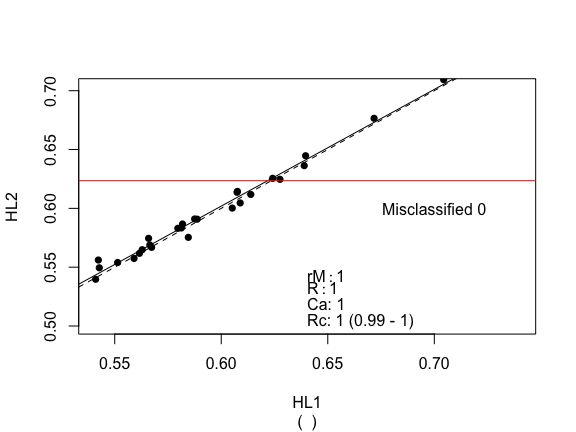 0.70
0.65
0.60
0.55
0.50
HL2
Misclassified 0
rM : 1
R : 1
Ca: 1
Rc: 1 (0.99 - 1)
0.55 0.60 0.65 0.70
HL1
( )